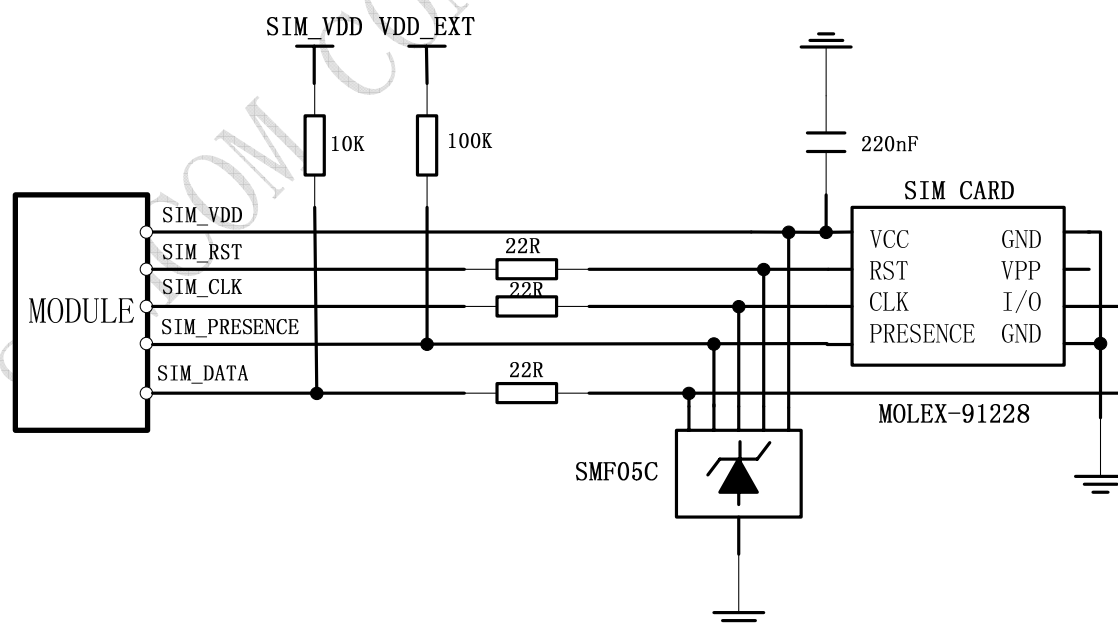 SIM_VDD VDD_EXT
10K
100K
220nF
SIM CARD
SIM_VDD
VCC GND
SIM_RST
22R
RST VPP
SIM_CLK
22R
CLK I/O
MODULE
SIM_PRESENCE
PRESENCE GND
SIM_DATA
22R
MOLEX-91228
SMF05C